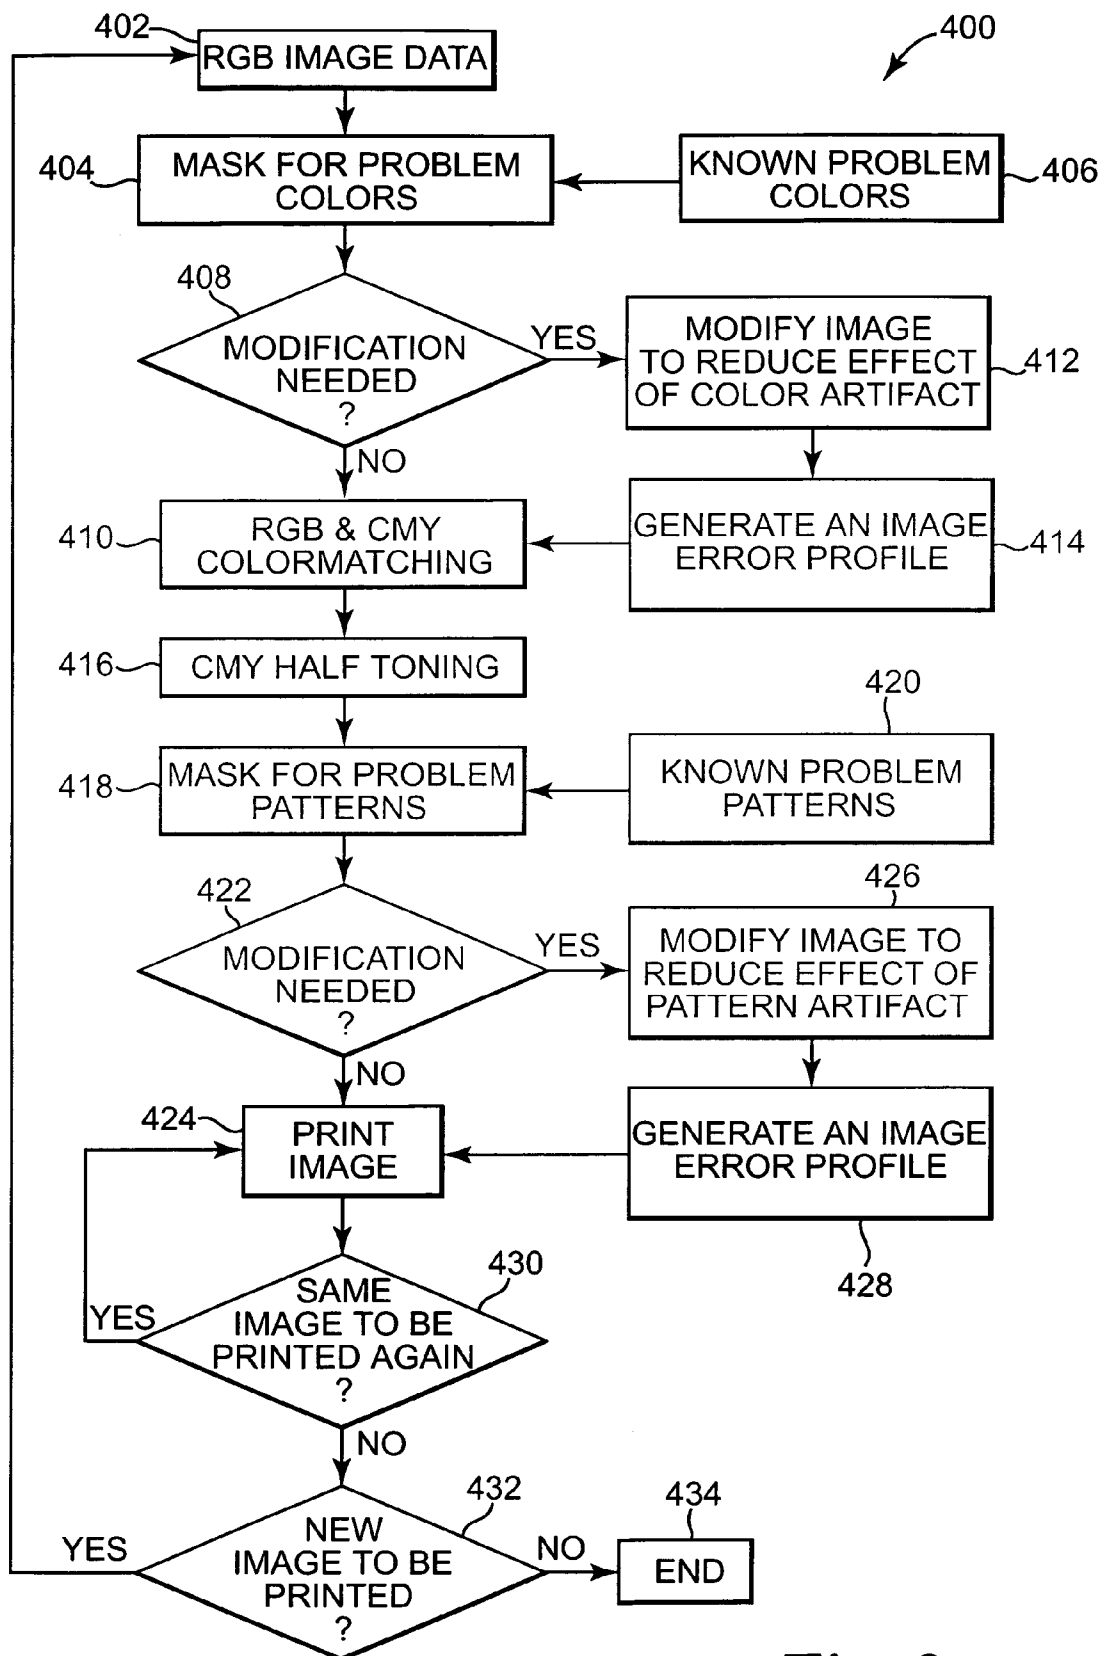 402
RGB IMAGE DATA
400
404
MASK FOR PROBLEM
COLORS
KNOWN PROBLEM
COLORS
406
408
MODIFICATION
NEEDED
?
YES
MODIFY IMAGE
TO REDUCE EFFECT
OF COLOR ARTIFACT
412
NO
410
RGB & CMY
COLORMATCHING
GENERATE AN IMAGE
ERROR PROFILE
414
416
CMY HALF TONING
418
MASK FOR PROBLEM
PATTERNS
420
KNOWN PROBLEM
PATTERNS
422
MODIFICATION
NEEDED
?
YES
426
MODIFY IMAGE TO
REDUCE EFFECT OF
PATTERN ARTIFACT
NO
424
PRINT
IMAGE
GENERATE AN IMAGE
ERROR PROFILE
428
430
SAME
IMAGE TO BE
PRINTED AGAIN
?
YES
NO
432
NEW
IMAGE TO BE
PRINTED
?
YES
NO
434
END